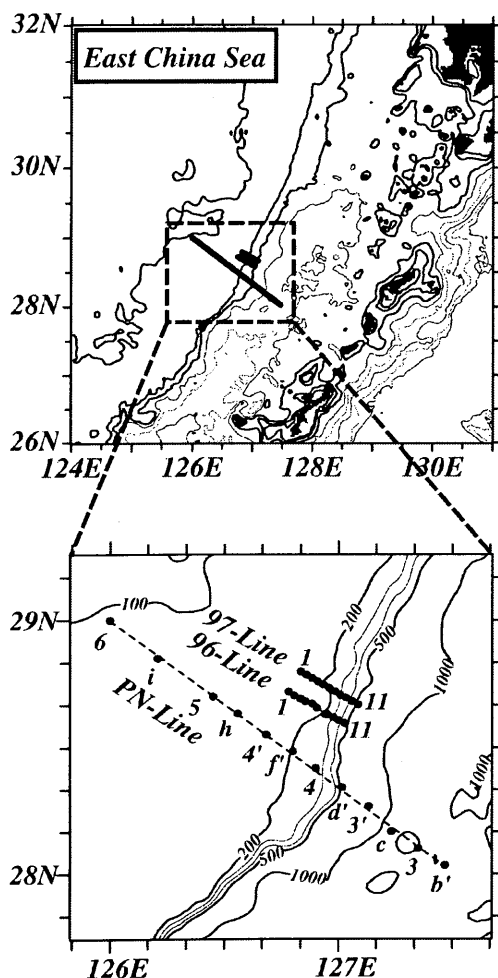 32N
East China Sea
30N
28N
26N
124E 126E 128E 130E
29N
100
97-Line
96-Line
200
500
1000
6
1
1
11
11
i
PN-Line
5
h
4'
f'
4
d'
3'
c
3
b'
1000
28N
200
500
1000
126E 127E